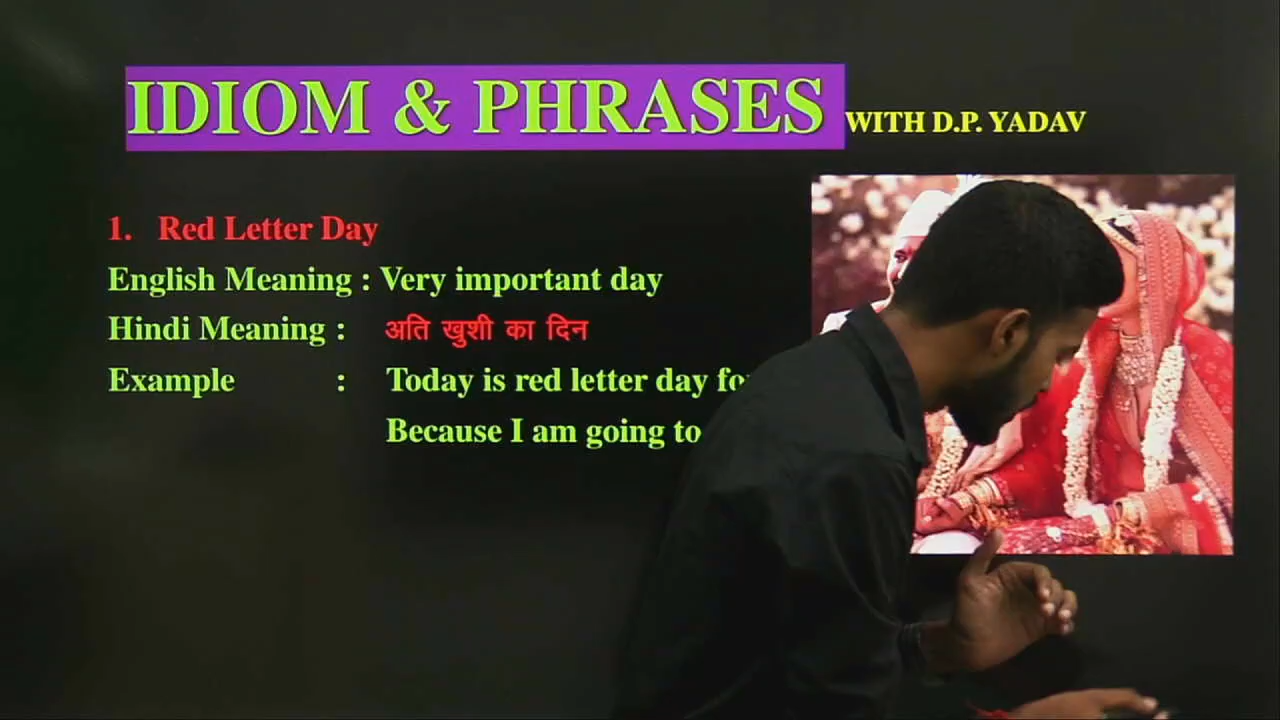 IDIOM & PHRASES WITH D.P. YADAV
1. Red Letter Day
English Meaning : Very important day
Hindi Meaning : अति खुशी का दिन
Example : Today is red letter day
Because I am going to